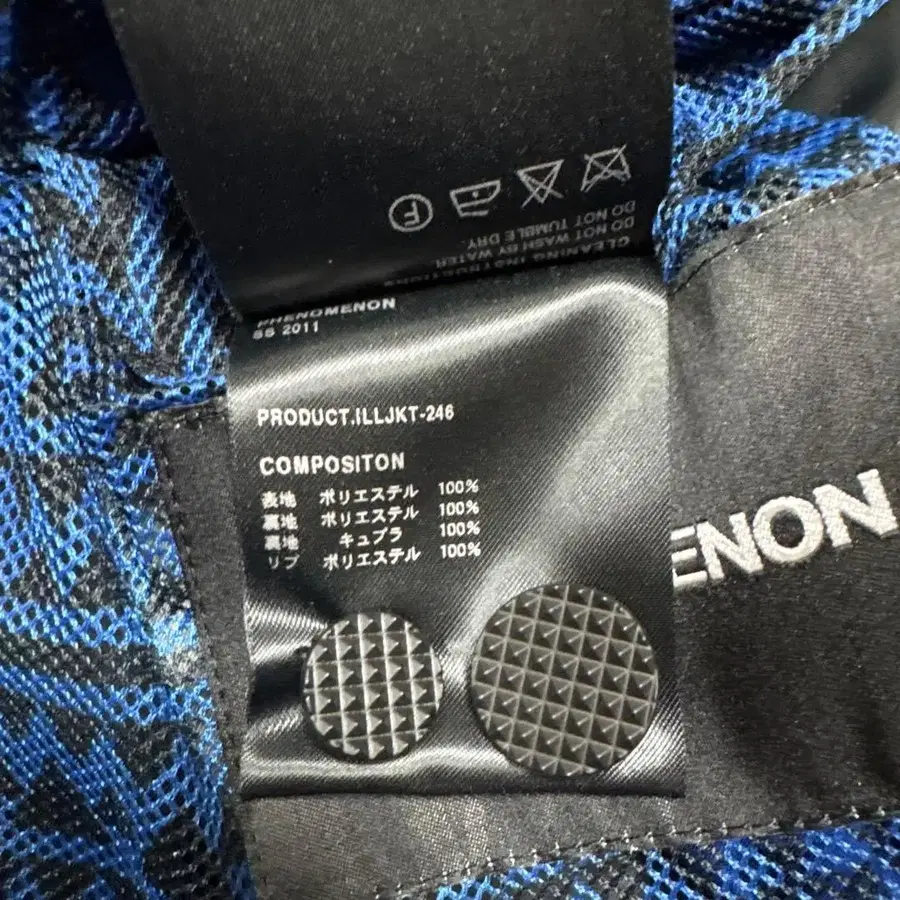 CLEANING INSTRUCTIONS
DO NOT WASH BY WATER
DO NOT TUMBLE DRY.
F
PHENOMENON
SS 2011
PRODUCT.ILLJKT-246
COMPOSITON
表地 ポリエステル 100%
裏地 ポリエステル 100%
裏地 キュプラ 100%
リブ ポリエステル 100%
ENON